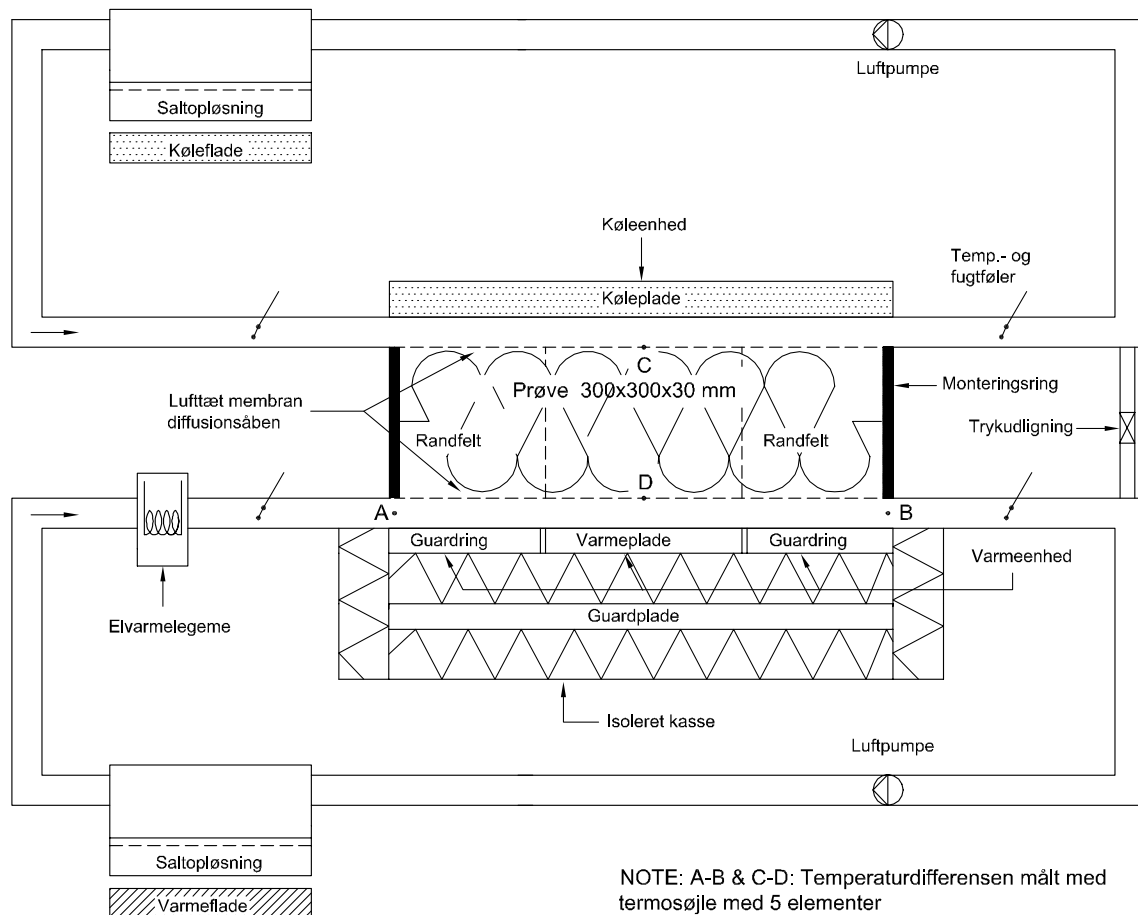 Luftpumpe
Saltopløsning
Køleflade
Køleenhed
Temp.- og
fugtføler
Køleplade
C
Prøve 300x300x30 mm
Monteringsring
Lufttæt membran
diffusionsåben
Randfelt
Randfelt
Trykudligning
D
A
B
Guardring
Varmeplade
Guardring
Varmeenhed
Guardplade
Elvarmelegeme
Isoleret kasse
Luftpumpe
Saltopløsning
Varmeflade
NOTE: A-B & C-D: Temperaturdifferensen målt med
termosøjle med 5 elementer